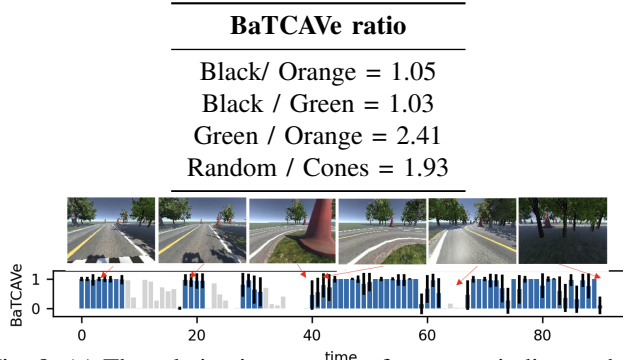 BaTCAVe ratio
Black/ Orange = 1.05
Black / Green = 1.03
Green / Orange = 2.41
Random / Cones = 1.93
BaTCAVe
1
0
0 20 40 60 80
time